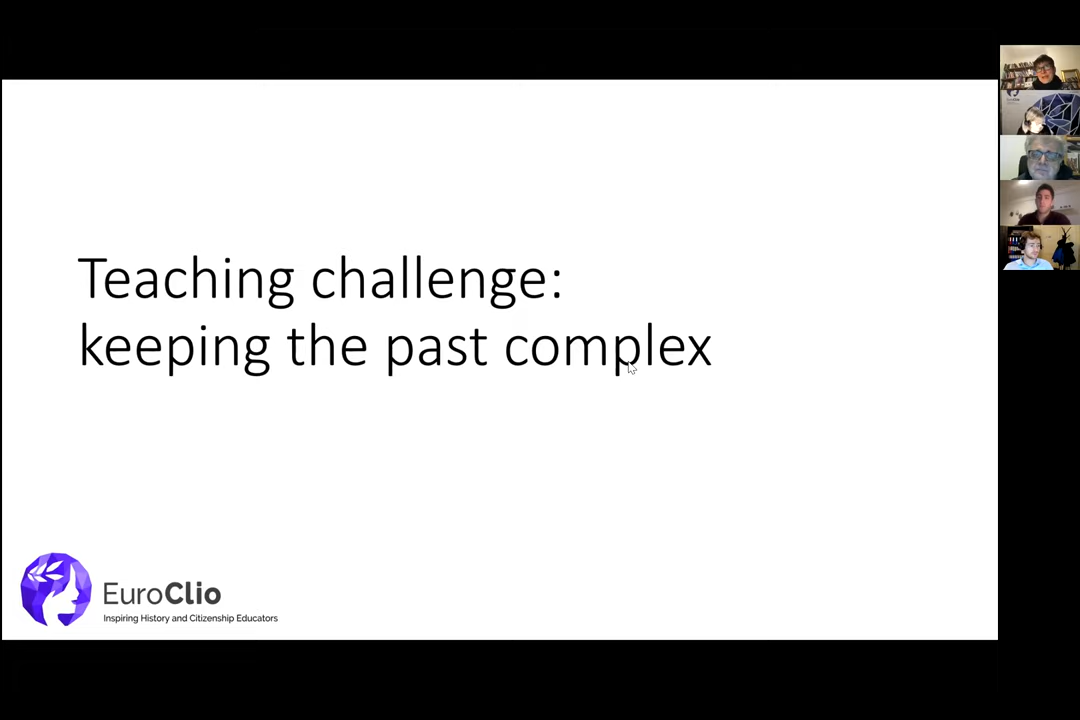 Teaching challenge:
keeping the past complex
EuroClio
Inspiring History and Citizenship Educators